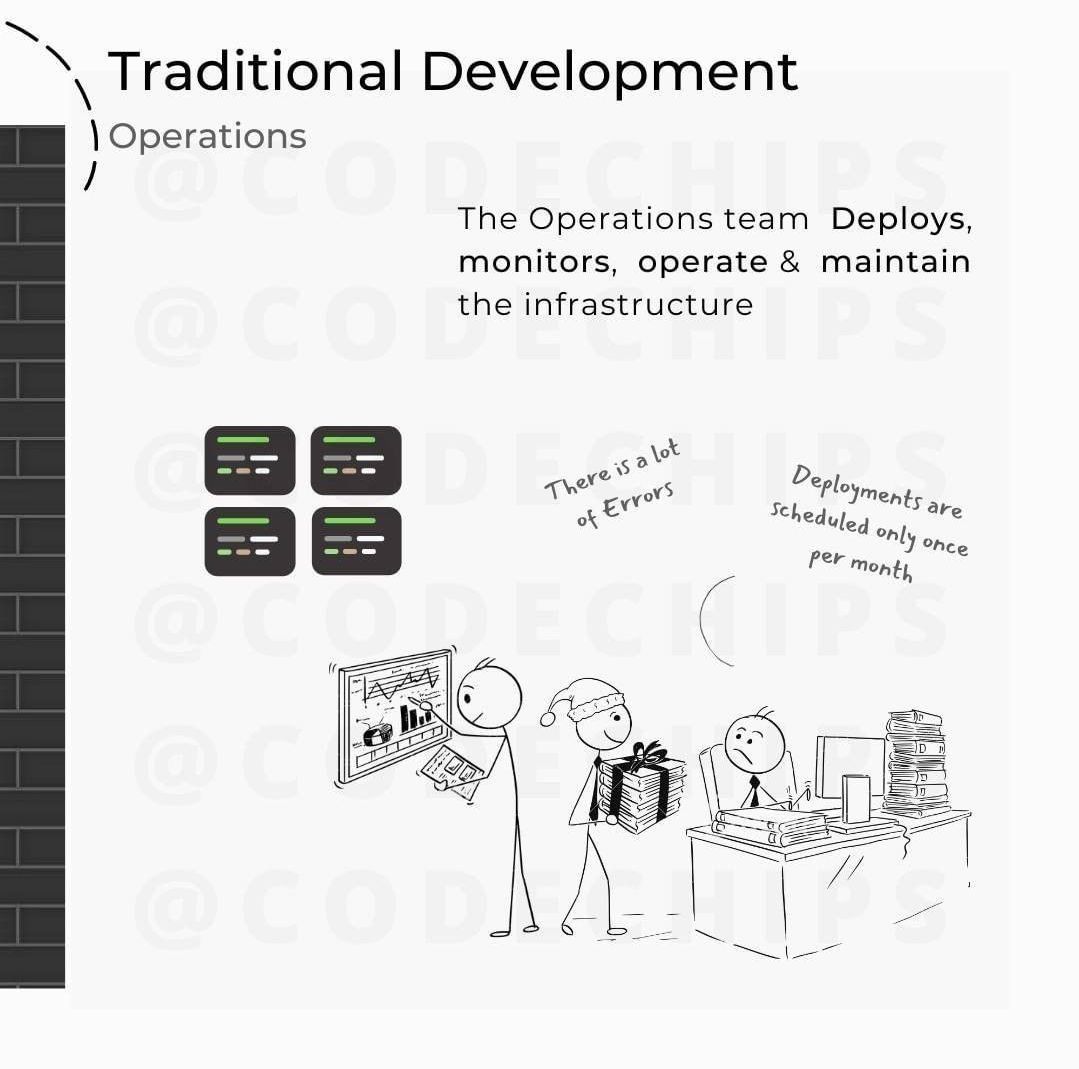 Traditional Development
Operations
The Operations team Deploys,
monitors, operate & maintain
the infrastructure
There is a lot
of Errors
Deployments are
scheduled only once
per month
@CODECHIPS
@CODECHIPS
@CODECHIPS
@CODECHIPS
@CODECHIPS
@CODECHIPS